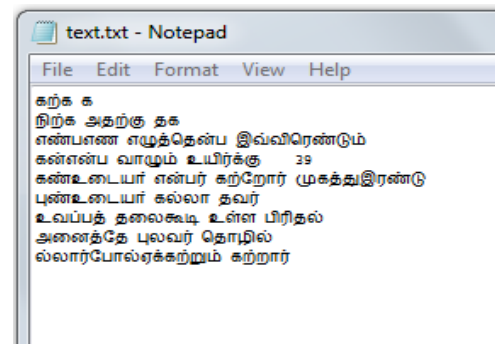 text.txt - Notepad
File Edit Format View Help
கற்க க
நிற்க அதற்கு தக
எண்பஎண எழுத்தென்ப இவ்விரெண்டும்
கன்என்ப வாழும் உயிர்க்கு 39
கண்உடையர் என்பர் கற்றோர் முகத்துஇரண்டு
புண்உடையர் கல்லா தவர்
உவப்பத் தலைகூடி உள்ள பிரிதல்
அனைத்தே புலவர் தொழில்
ல்லார்போல்ஏக்கற்றும் கற்றார்